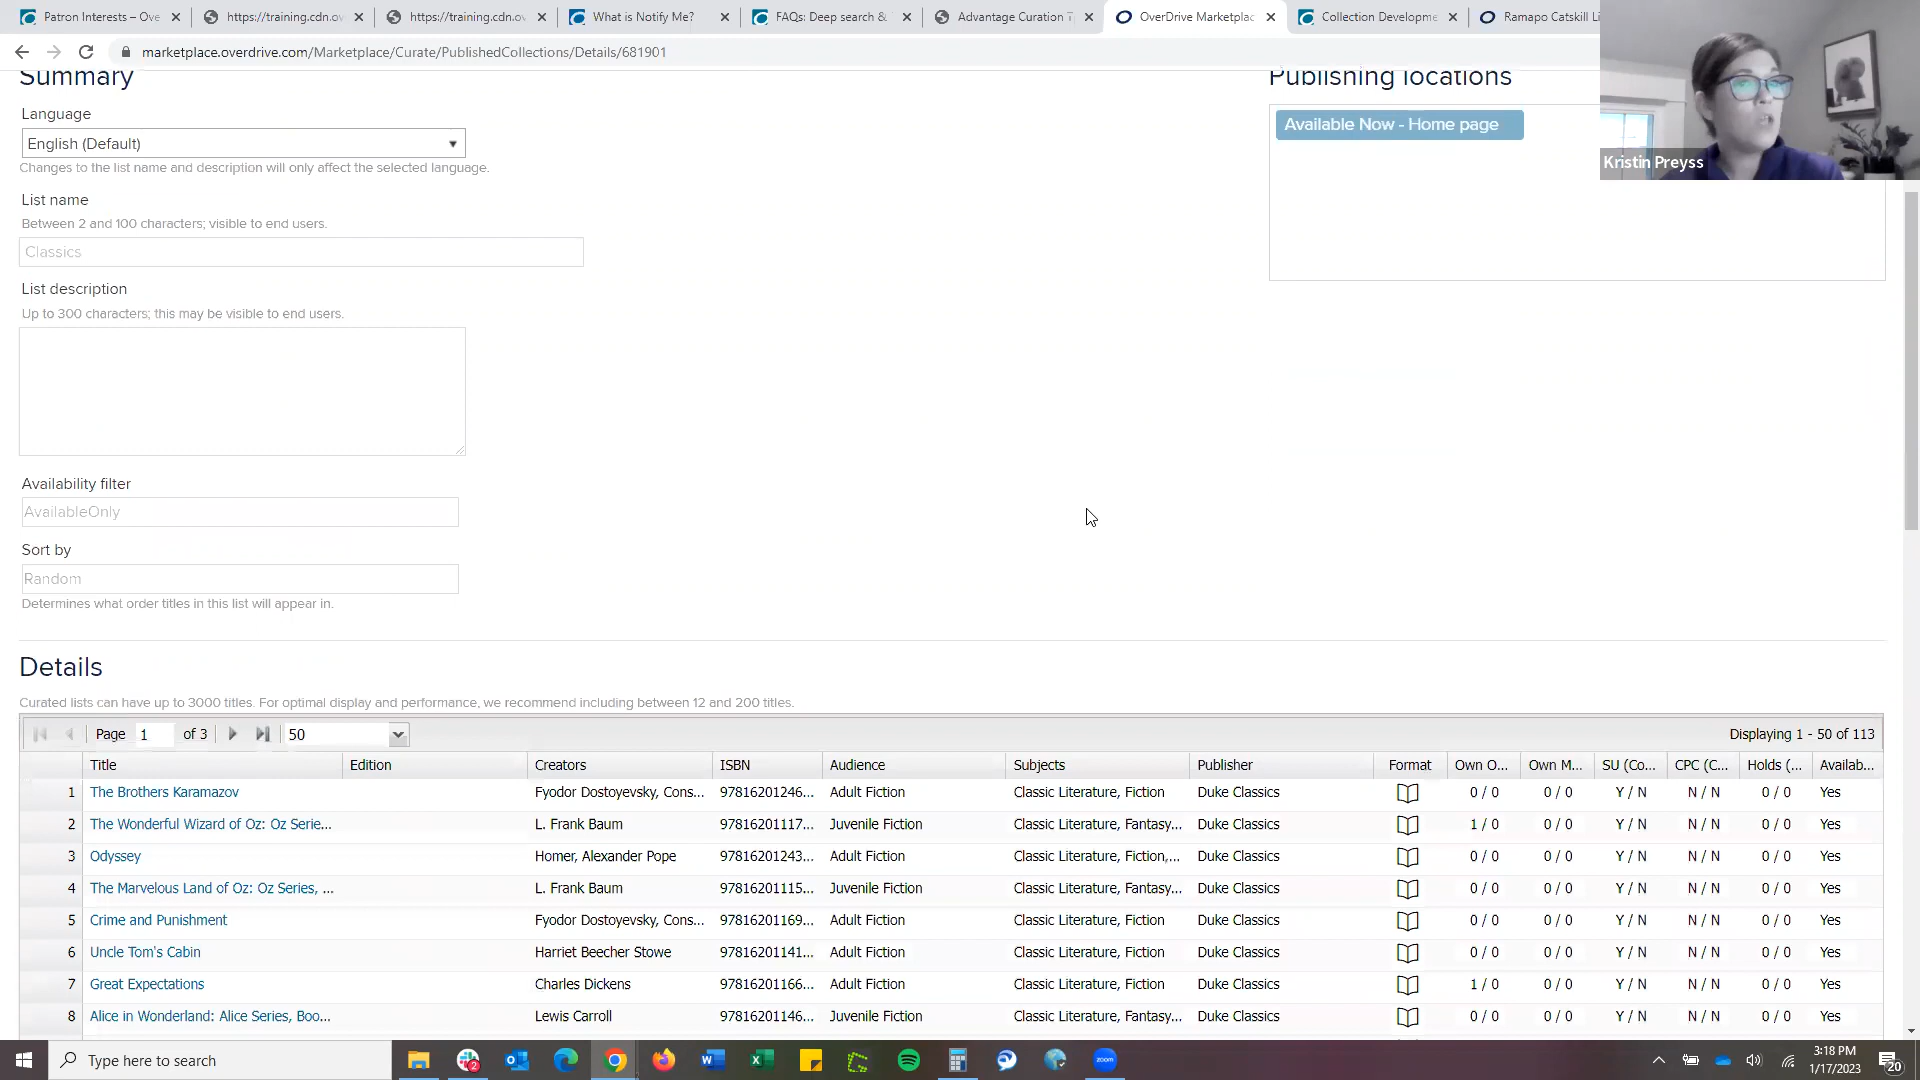 Patron Interests – Ove
https://training.cdn.o
https://training.cdn.o
What is Notify Me?
FAQs: Deep search &
Advantage Curation T
OverDrive Marketplac
Collection Developme
Ramapo Catskill Li
marketplace.overdrive.com/Marketplace/Curate/PublishedCollections/Details/681901
Kristin Preyss
Summary
Language
English (Default)
Changes to the list name and description will only affect the selected language.
List name
Between 2 and 100 characters; visible to end users.
Classics
List description
Up to 300 characters; this may be visible to end users.
Availability filter
AvailableOnly
Sort by
Random
Determines what order titles in this list will appear in.
Publishing locations
Available Now - Home page
Details
Curated lists can have up to 3000 titles. For optimal display and performance, we recommend including between 12 and 200 titles.
Page 1 of 3 50 Displaying 1 - 50 of 113
Title Edition Creators ISBN Audience Subjects Publisher Format Own O... Own M... SU (Co... CPC (C... Holds (... Availab...
1 The Brothers Karamazov Fyodor Dostoyevsky, Cons... 97816201246... Adult Fiction Classic Literature, Fiction Duke Classics 0 / 0 0 / 0 Y / N N / N 0 / 0 Yes
2 The Wonderful Wizard of Oz: Oz Serie... L. Frank Baum 97816201117... Juvenile Fiction Classic Literature, Fantasy... Duke Classics 1 / 0 0 / 0 Y / N N / N 0 / 0 Yes
3 Odyssey Homer, Alexander Pope 97816201243... Adult Fiction Classic Literature, Fiction,... Duke Classics 0 / 0 0 / 0 Y / N N / N 0 / 0 Yes
4 The Marvelous Land of Oz: Oz Series, ... L. Frank Baum 97816201115... Juvenile Fiction Classic Literature, Fantasy... Duke Classics 0 / 0 0 / 0 Y / N N / N 0 / 0 Yes
5 Crime and Punishment Fyodor Dostoyevsky, Cons... 97816201169... Adult Fiction Classic Literature, Fiction Duke Classics 0 / 0 0 / 0 Y / N N / N 0 / 0 Yes
6 Uncle Tom's Cabin Harriet Beecher Stowe 97816201141... Adult Fiction Classic Literature, Fiction Duke Classics 0 / 0 0 / 0 Y / N N / N 0 / 0 Yes
7 Great Expectations Charles Dickens 97816201166... Adult Fiction Classic Literature, Fiction Duke Classics 1 / 0 0 / 0 Y / N N / N 0 / 0 Yes
8 Alice in Wonderland: Alice Series, Boo... Lewis Carroll 97816201146... Juvenile Fiction Classic Literature, Fantasy... Duke Classics 0 / 0 0 / 0 Y / N N / N 0 / 0 Yes
Type here to search
3:18 PM
1/17/2023
20